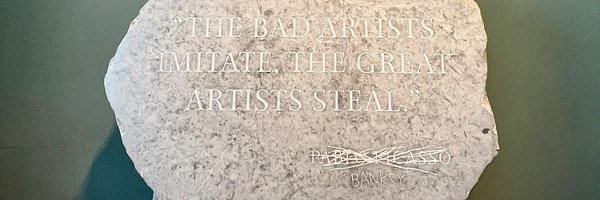 “THE BAD ARTISTS
IMITATE, THE GREAT
ARTISTS STEAL.”
PABLO PICASSO
BANKSY